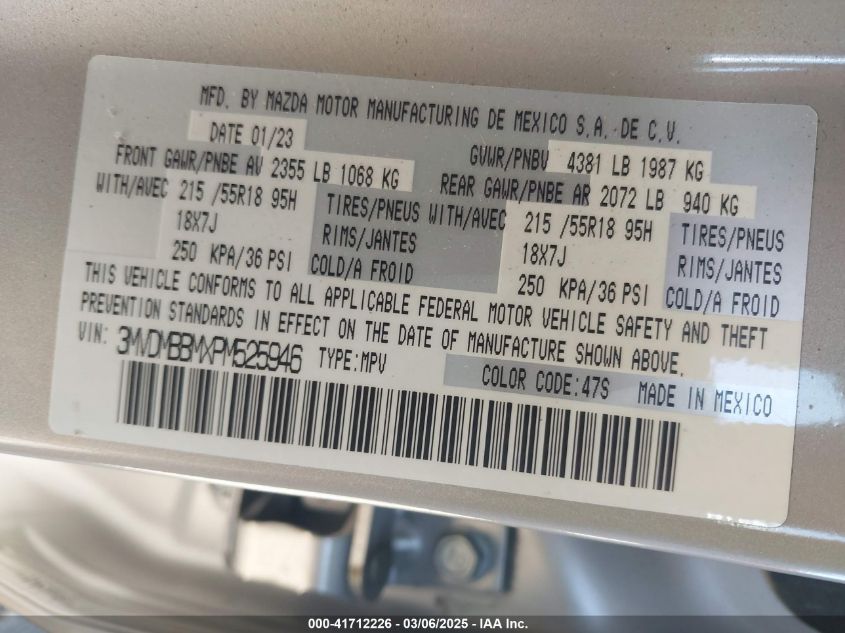 MFD. BY MAZDA MOTOR MANUFACTURING DE MEXICO S.A. DE C.V.
DATE 01/23 GVWR/PNBV 4381 LB 1987 KG
FRONT GAWR/PNBE AV 2355 LB 1068 KG REAR GAWR/PNBE AR 2072 LB 940 KG
WITH/AVEC 215 /55R18 95H TIRES/PNEUS WITH/AVEC 215 /55R18 95H TIRES/PNEUS
18X7J RIMS/JANTES 18X7J RIMS/JANTES
250 KPA/36 PSI COLD/A FROID 250 KPA/36 PSI COLD/A FROID
THIS VEHICLE CONFORMS TO ALL APPLICABLE FEDERAL MOTOR VEHICLE SAFETY AND THEFT
PREVENTION STANDARDS IN EFFECT ON THE DATE OF MANUFACTURE SHOWN ABOVE.
VIN: 3MVDMBBMXPM525946 TYPE:MPV
COLOR CODE:47S MADE IN MEXICO
000-41712226 - 03/06/2025 - IAA Inc.